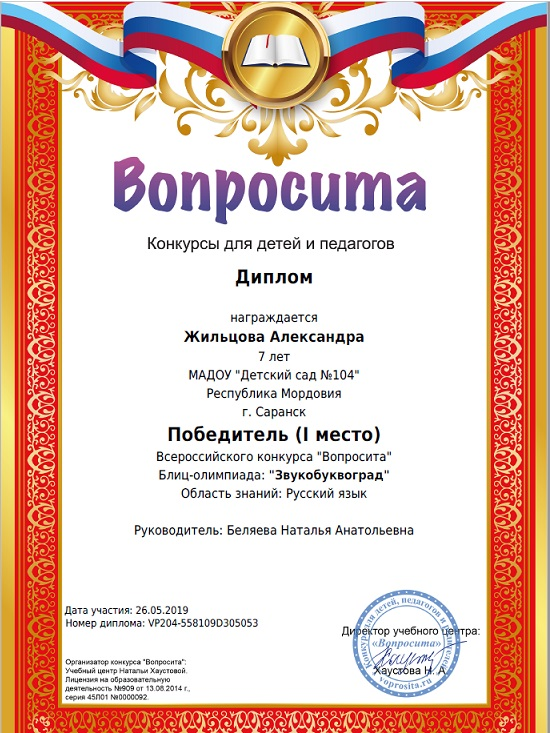 Вопросита
Конкурсы для детей и педагогов
Диплом
награждается
Жильцова Александра
7 лет
МАДОУ "Детский сад №104"
Республика Мордовия
г. Саранск
Победитель (I место)
Всероссийского конкурса "Вопросита"
Блиц-олимпиада: "Звукобуквоград"
Область знаний: Русский язык
Руководитель: Беляева Наталья Анатольевна
Дата участия: 26.05.2019
Номер диплома: VP204-558109D305053
Директор учебного центра:
Хаустова Н. А.
Конкурсы для детей, педагогов и
«Вопросита»
voprosita.ru
Организатор конкурса "Вопросита":
Учебный центр Натальи Хаустовой.
Лицензия на образовательную
деятельность №909 от 13.08.2014 г.,
серия 45Л01 №0000092.